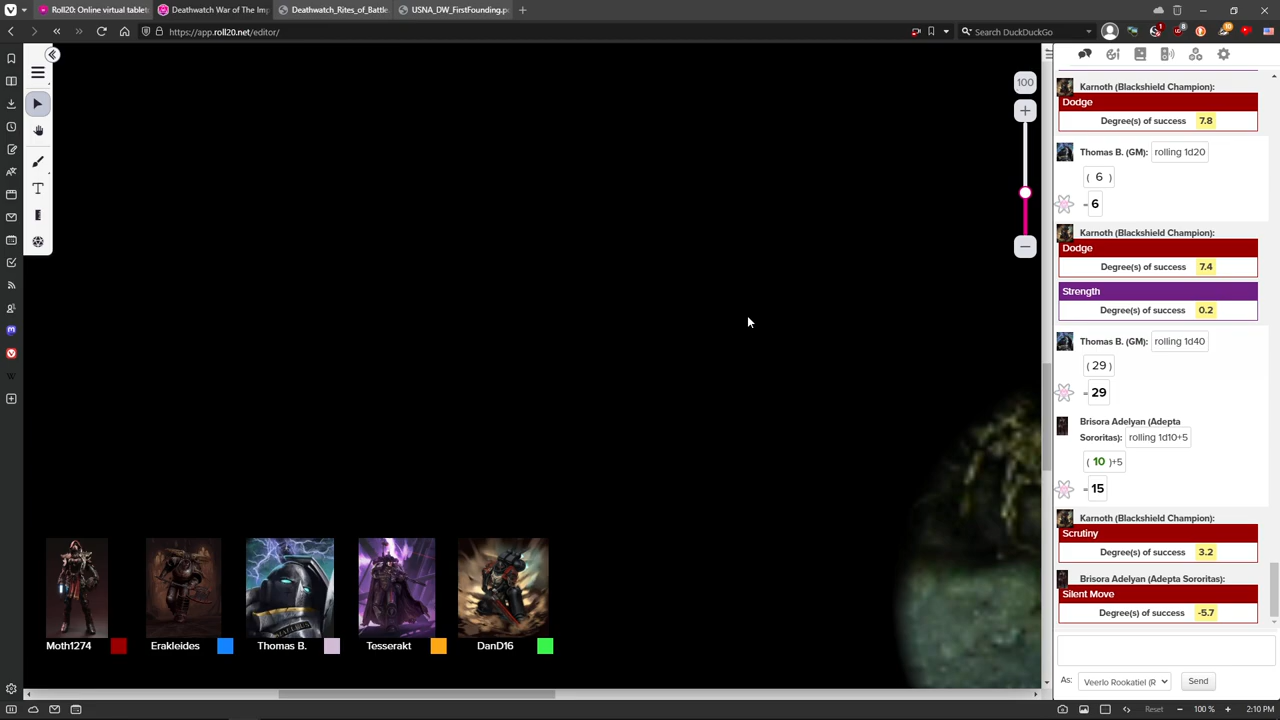 Roll20: Online virtual tablet
Deathwatch War of The Imp
Deathwatch_Rites_of_Battle
USNA_DW_FirstFounding.p
https://app.roll20.net/editor/
Search DuckDuckGo
100
Karnoth (Blackshield Champion):
Dodge
Degree(s) of success 7.8
Thomas B. (GM): rolling 1d20
( 6 )
=6
Karnoth (Blackshield Champion):
Dodge
Degree(s) of success 7.4
Strength
Degree(s) of success 0.2
Thomas B. (GM): rolling 1d40
( 29 )
=29
Brisora Adelyan (Adepta
Sororitas): rolling 1d10+5
( 10 )+5
=15
Karnoth (Blackshield Champion):
Scrutiny
Degree(s) of success 3.2
Brisora Adelyan (Adepta Sororitas):
Silent Move
Degree(s) of success -5.7
Moth1274
Erakleides
Thomas B.
Tesserakt
DanD16
As: Veerlo Rookatiel (R
Send
Reset 100 % 2:10 PM